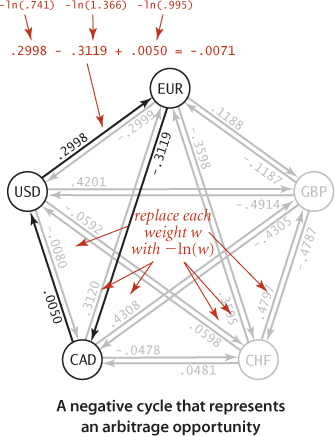 -ln(.741) -ln(1.366) -ln(.995)
.2998 - .3119 + .0050 = -.0071
EUR
.2998
-.2999
-.3119
-.3598
.1188
-.1187
USD
.4201
-.4914
GBP
.0592
-.4305
replace each
weight w
with −ln(w)
-.0080
.0050
.3120
.4308
.4797
-.4787
.0598
CAD
-.0478
.0481
CHF
A negative cycle that represents
an arbitrage opportunity